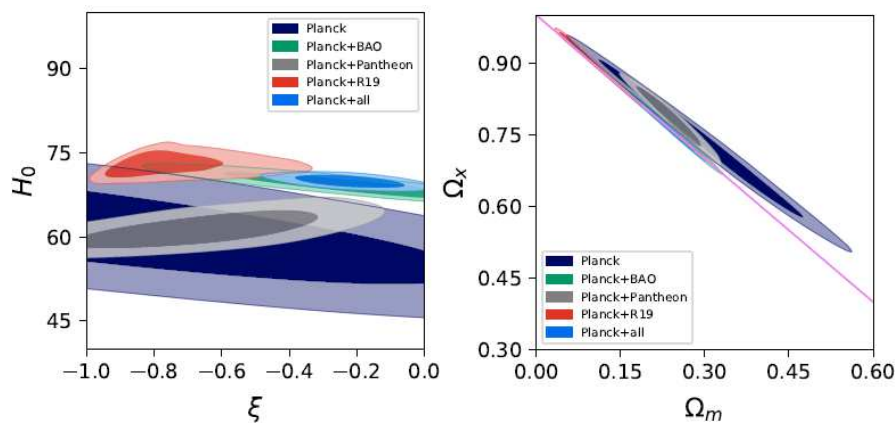 90
75
60
45
H₀
−1.0 −0.8 −0.6 −0.4 −0.2 0.0
ξ
Planck
Planck+BAO
Planck+Pantheon
Planck+R19
Planck+all
0.90
0.75
0.60
0.45
0.30
Ωₓ
0.00 0.15 0.30 0.45 0.60
Ωₘ
Planck
Planck+BAO
Planck+Pantheon
Planck+R19
Planck+all